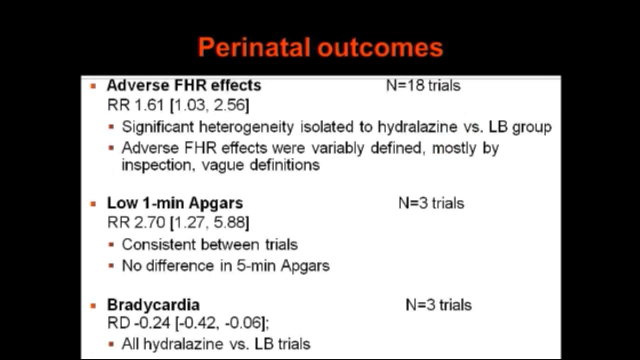 Perinatal outcomes
Adverse FHR effects N=18 trials
RR 1.61 [1.03, 2.56]
Significant heterogeneity isolated to hydralazine vs. LB group
Adverse FHR effects were variably defined, mostly by
inspection, vague definitions
Low 1-min Apgars N=3 trials
RR 2.70 [1.27, 5.88]
Consistent between trials
No difference in 5-min Apgars
Bradycardia N=3 trials
RD -0.24 [-0.42, -0.06];
All hydralazine vs. LB trials